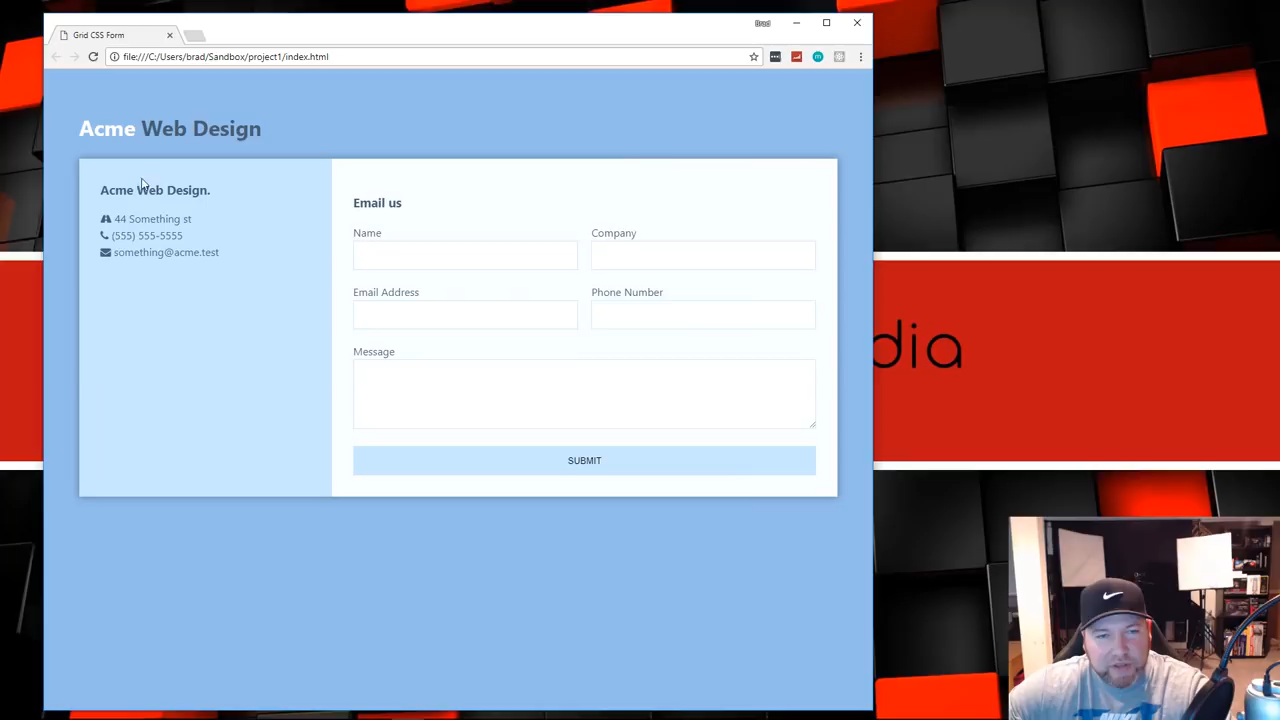 Brad
Grid CSS Form
file:///C:/Users/brad/Sandbox/project1/index.html
Acme Web Design
Acme Web Design.
44 Something st
(555) 555-5555
something@acme.test
Email us
Name
Company
Email Address
Phone Number
Message
SUBMIT
dia